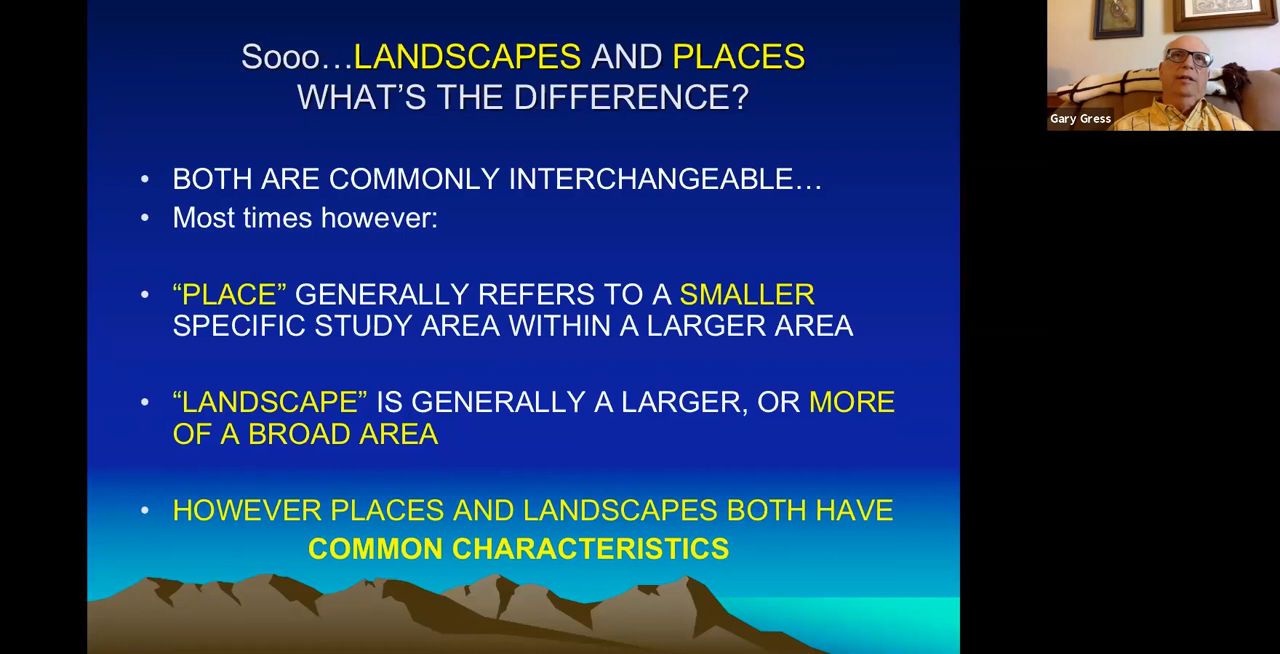 Sooo…LANDSCAPES AND PLACES
WHAT’S THE DIFFERENCE?
• BOTH ARE COMMONLY INTERCHANGEABLE…
• Most times however:
• “PLACE” GENERALLY REFERS TO A SMALLER
SPECIFIC STUDY AREA WITHIN A LARGER AREA
• “LANDSCAPE” IS GENERALLY A LARGER, OR MORE
OF A BROAD AREA
• HOWEVER PLACES AND LANDSCAPES BOTH HAVE
COMMON CHARACTERISTICS
Gary Gress